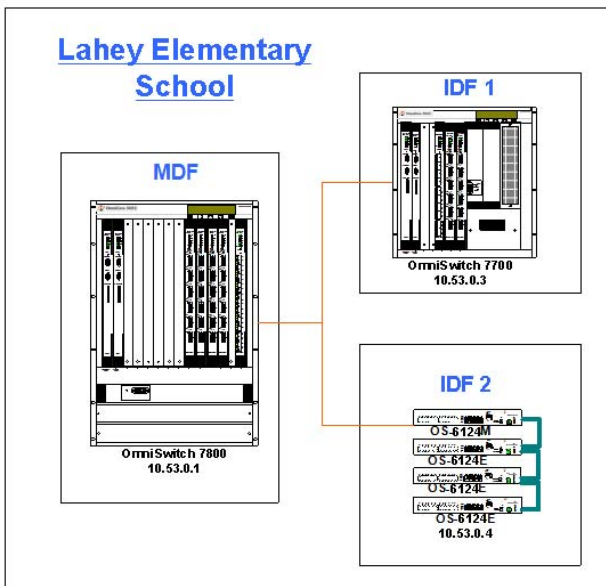 Lahey Elementary
School
MDF
OmniSwitch 7800
10.53.0.1
IDF 1
OmniSwitch 7700
10.53.0.3
IDF 2
OS-6124M
OS-6124E
OS-6124E
OS-6124E
10.53.0.4